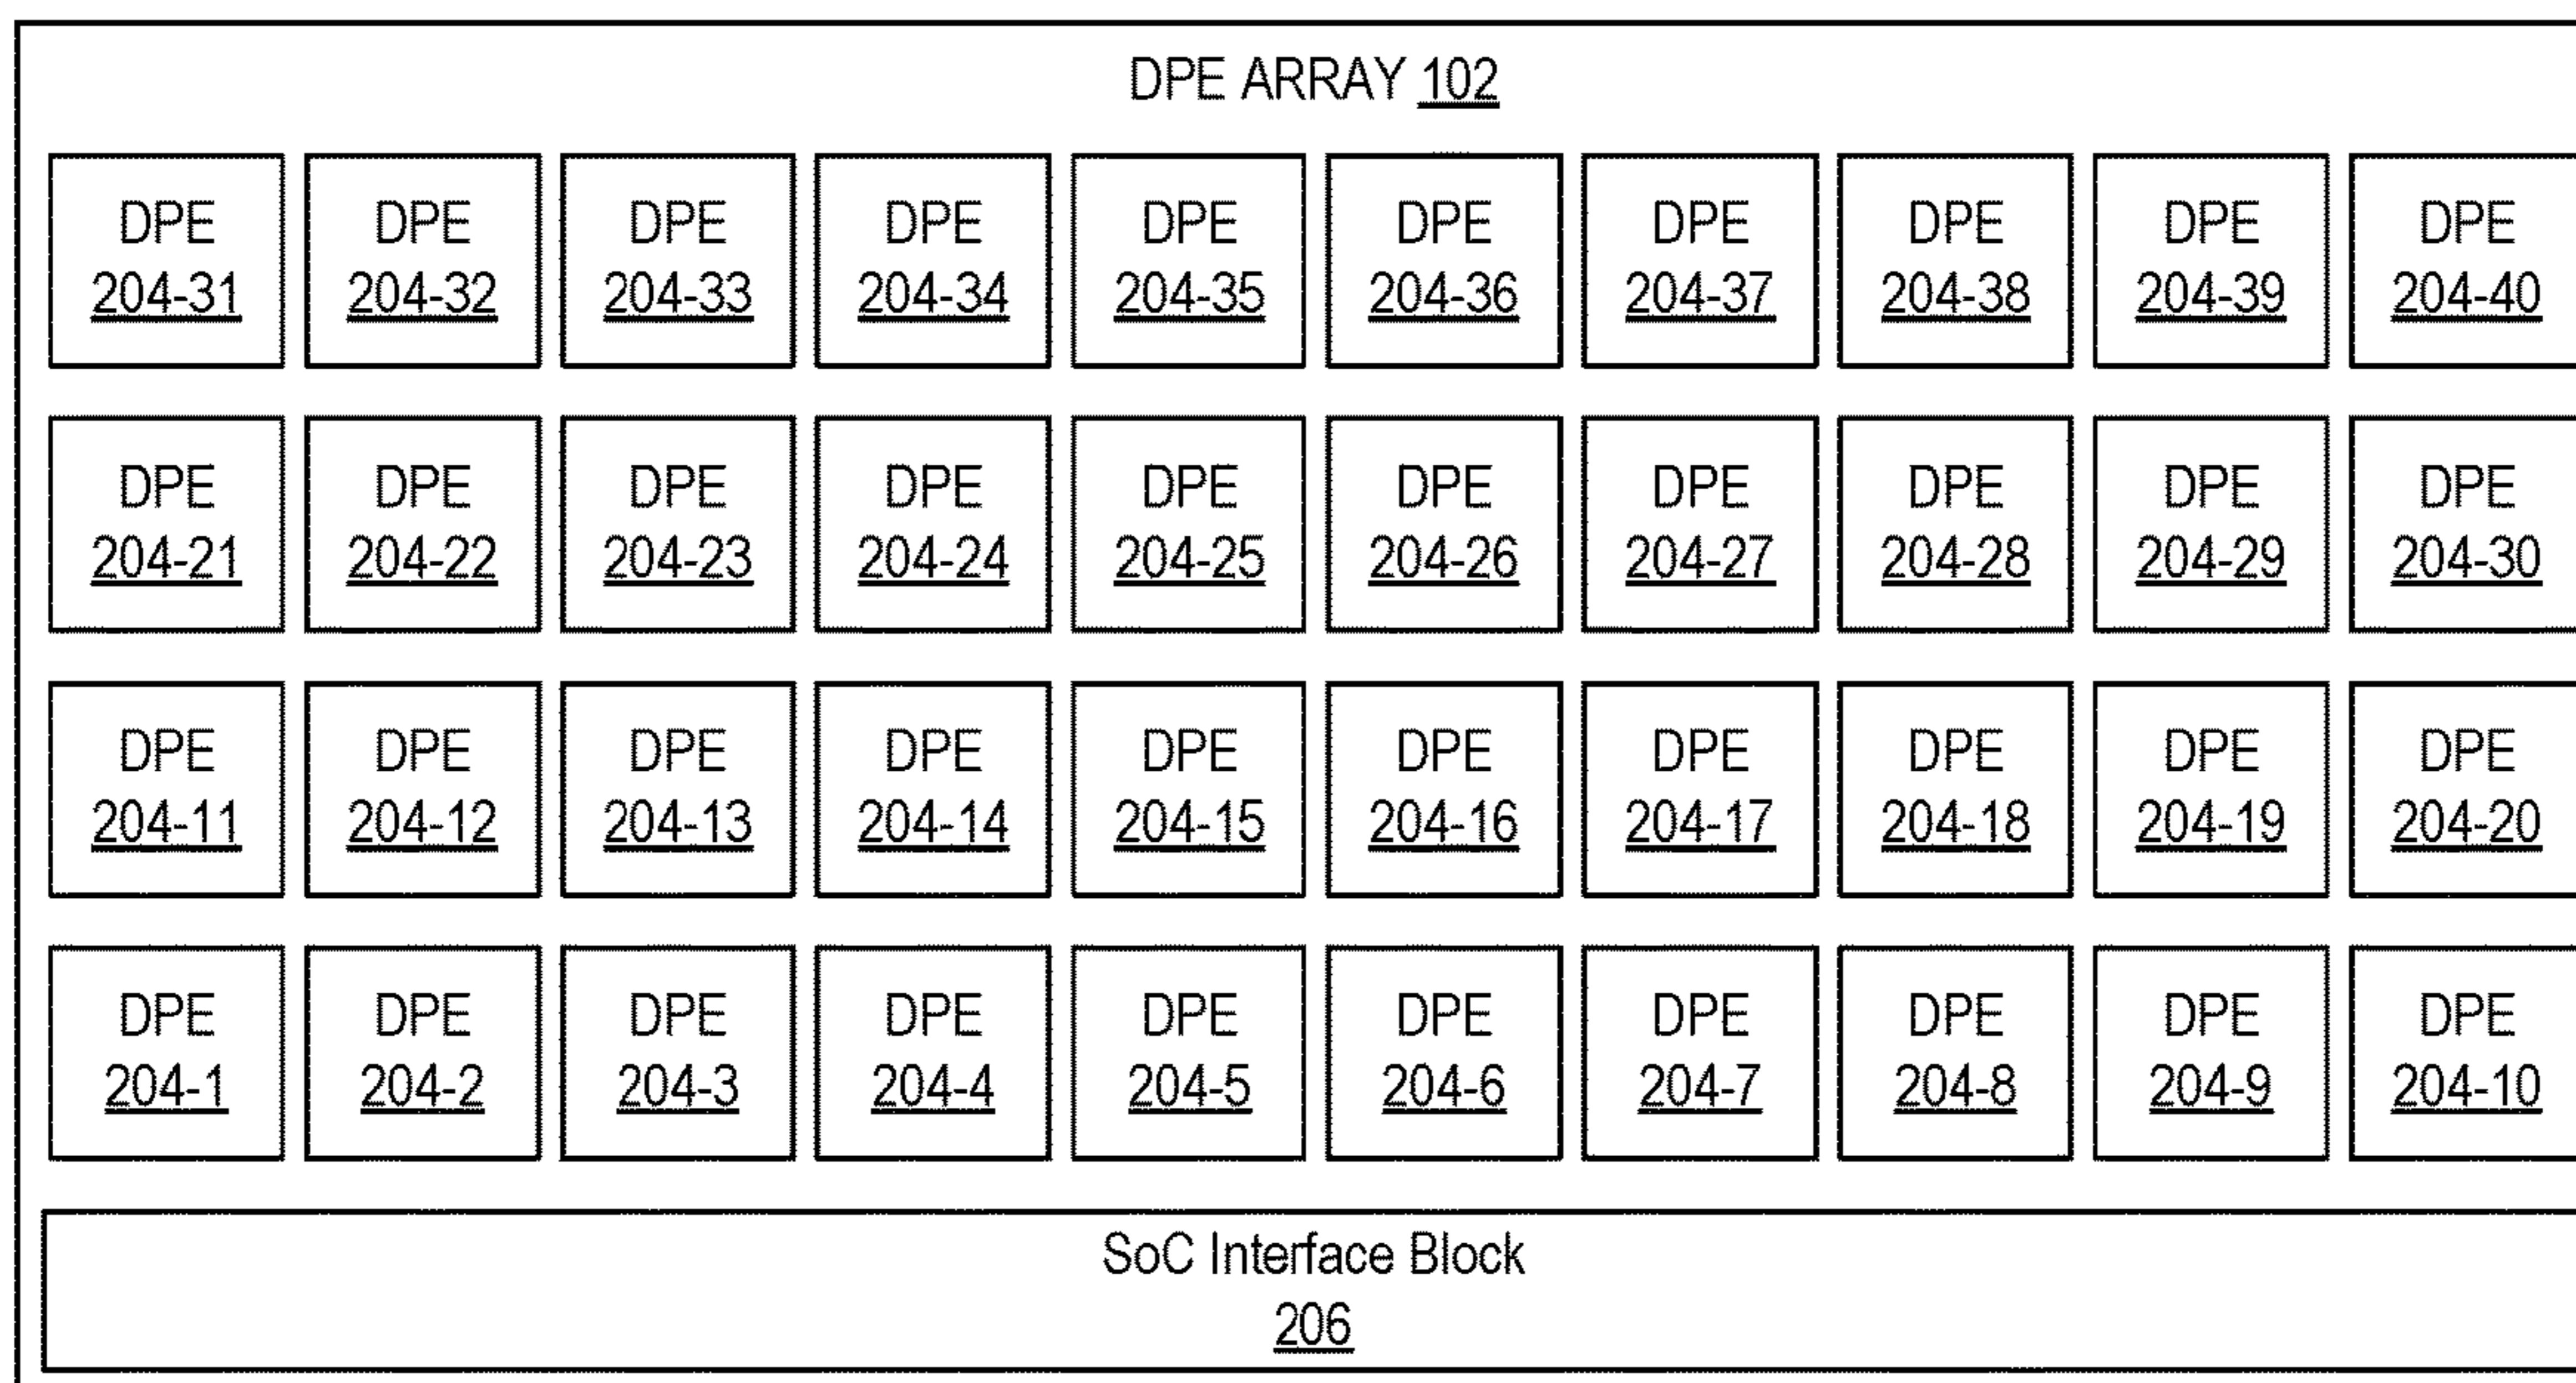 DPE ARRAY 102
DPE DPE DPE DPE DPE DPE DPE DPE DPE DPE
204-31 204-32 204-33 204-34 204-35 204-36 204-37 204-38 204-39 204-40
DPE DPE DPE DPE DPE DPE DPE DPE DPE DPE
204-21 204-22 204-23 204-24 204-25 204-26 204-27 204-28 204-29 204-30
DPE DPE DPE DPE DPE DPE DPE DPE DPE DPE
204-11 204-12 204-13 204-14 204-15 204-16 204-17 204-18 204-19 204-20
DPE DPE DPE DPE DPE DPE DPE DPE DPE DPE
204-1 204-2 204-3 204-4 204-5 204-6 204-7 204-8 204-9 204-10
SoC Interface Block
206